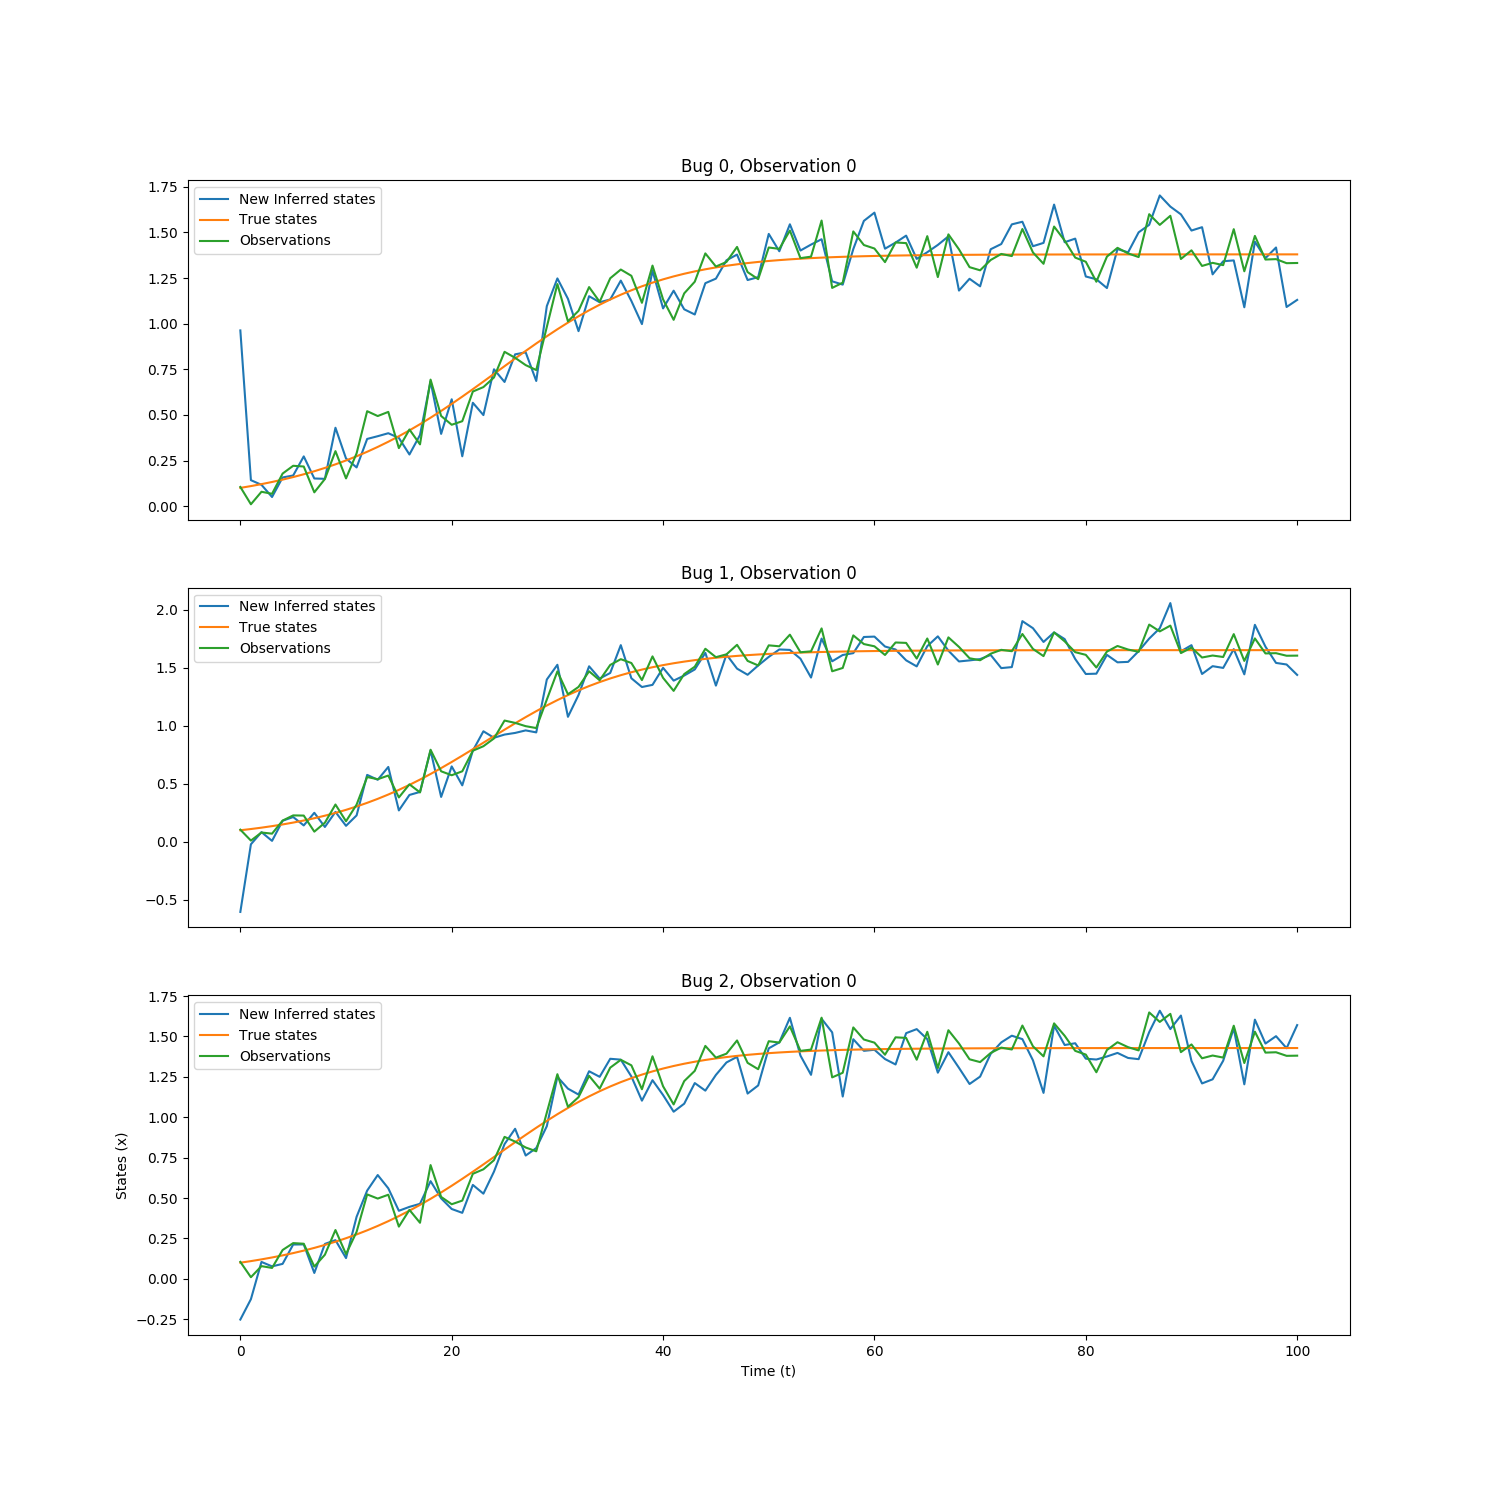 Bug 0, Observation 0
New Inferred states
True states
Observations
1.75
1.50
1.25
1.00
0.75
0.50
0.25
0.00
Bug 1, Observation 0
New Inferred states
True states
Observations
2.0
1.5
1.0
0.5
0.0
−0.5
Bug 2, Observation 0
New Inferred states
True states
Observations
1.75
1.50
1.25
1.00
0.75
0.50
0.25
0.00
−0.25
States (x)
0 20 40 60 80 100
Time (t)